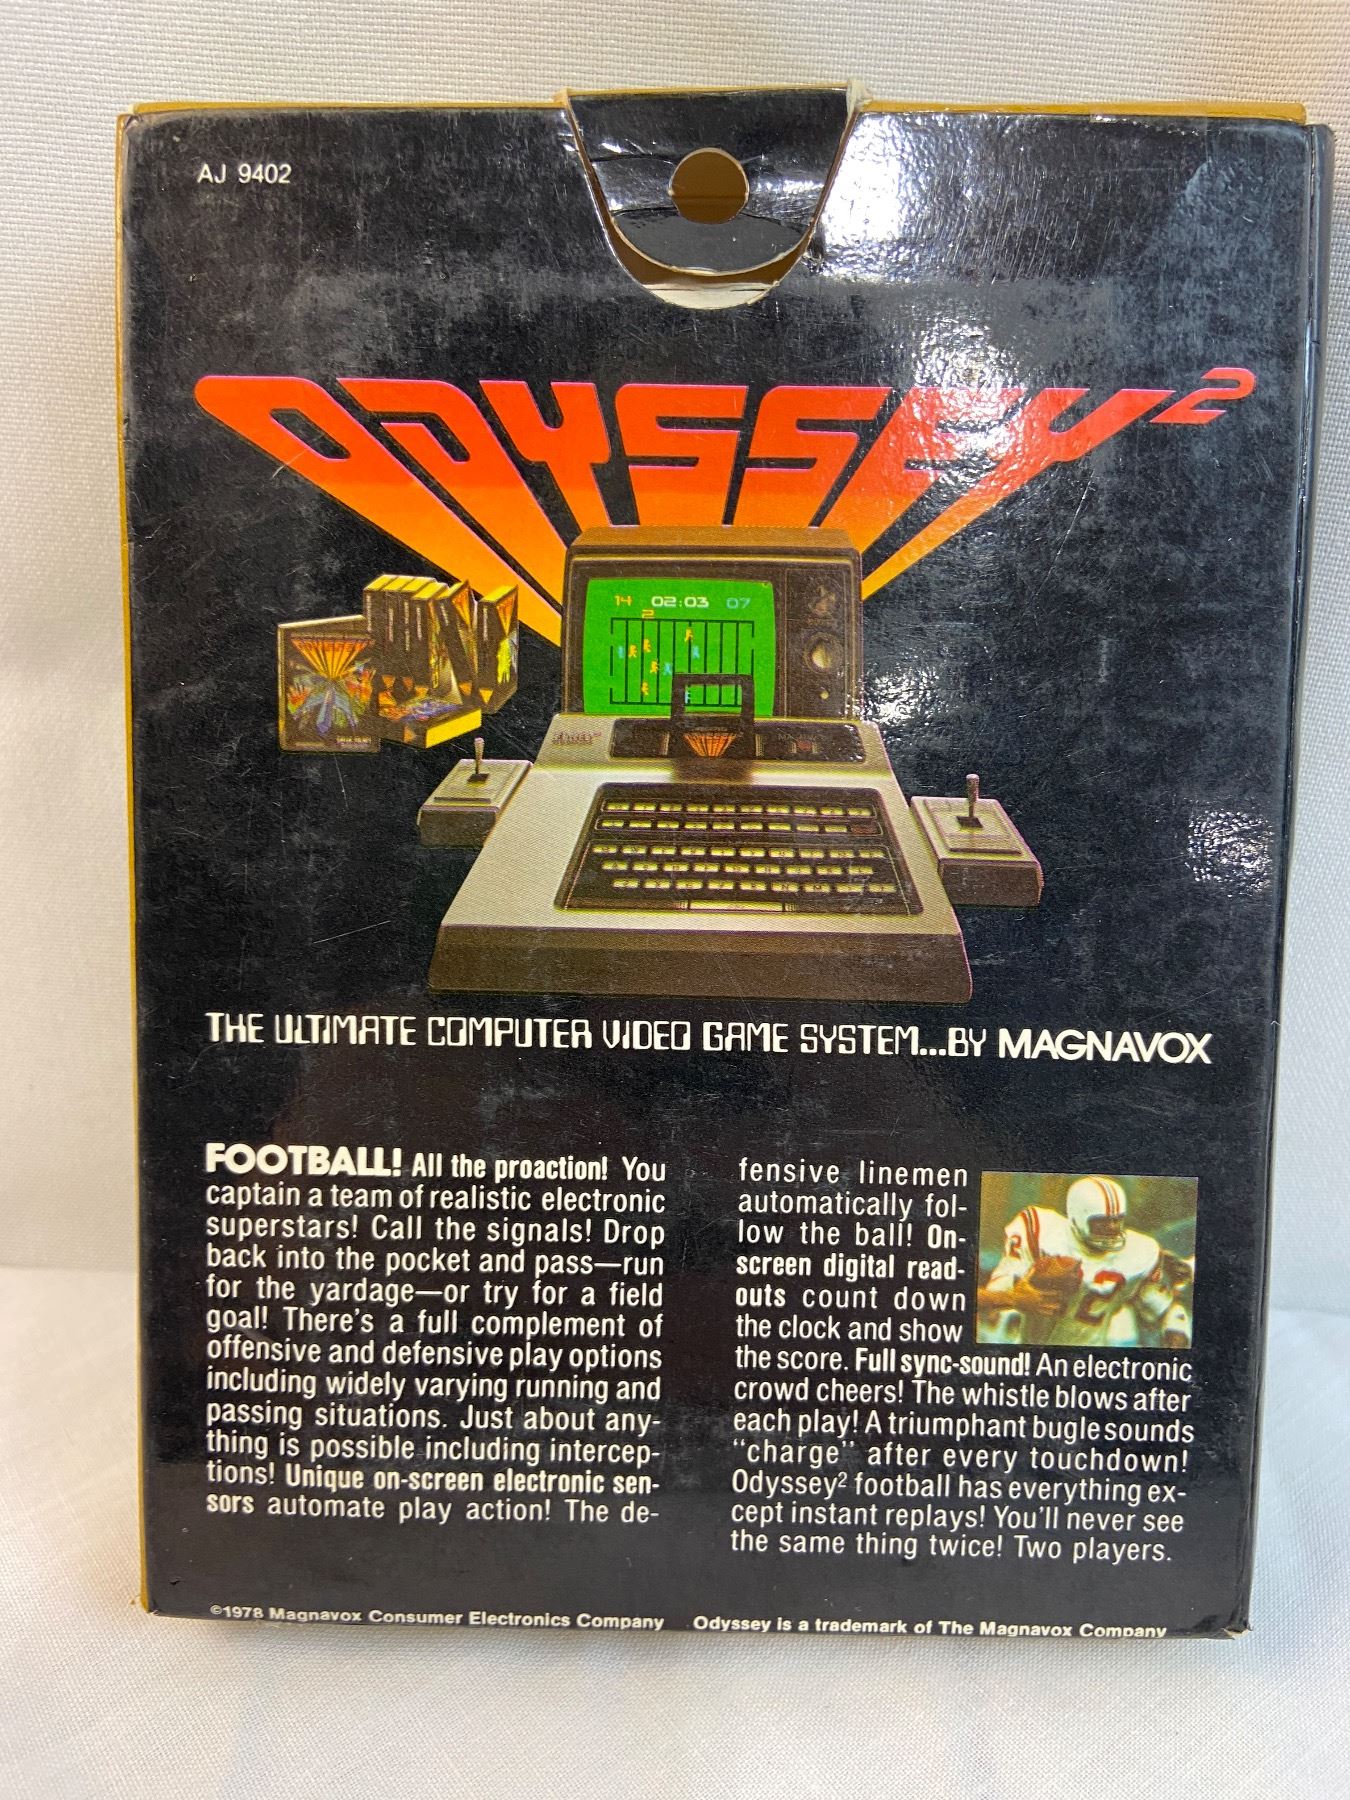 AJ 9402
ODYSSEY²
14 02:03 07
2
THE ULTIMATE COMPUTER VIDEO GAME SYSTEM...BY MAGNAVOX
FOOTBALL! All the proaction! You
captain a team of realistic electronic
superstars! Call the signals! Drop
back into the pocket and pass—run
for the yardage—or try for a field
goal! There's a full complement of
offensive and defensive play options
including widely varying running and
passing situations. Just about any-
thing is possible including intercep-
tions! Unique on-screen electronic sen-
sors automate play action! The de-
fensive linemen
automatically fol-
low the ball! On-
screen digital read-
outs count down
the clock and show
the score. Full sync-sound! An electronic
crowd cheers! The whistle blows after
each play! A triumphant bugle sounds
"charge" after every touchdown!
Odyssey² football has everything ex-
cept instant replays! You'll never see
the same thing twice! Two players.
©1978 Magnavox Consumer Electronics Company Odyssey is a trademark of The Magnavox Company